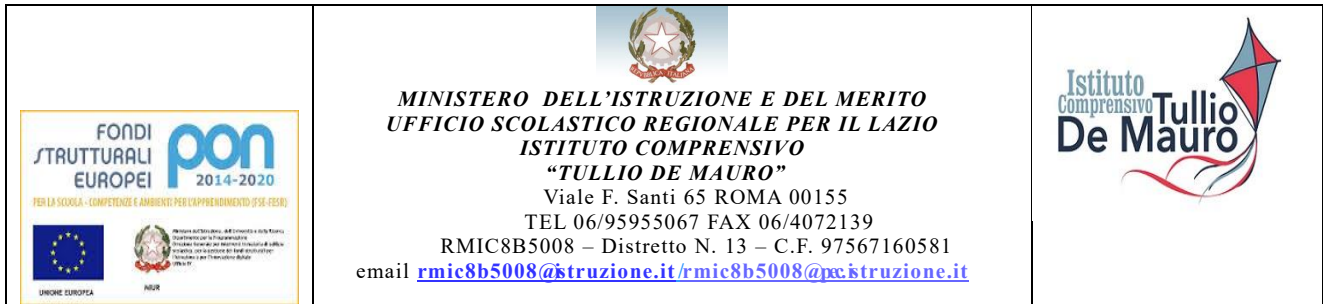 FONDI
STRUTTURALI
EUROPEI
pon
2014-2020
PER LA SCUOLA - COMPETENZE E AMBIENTI PER L'APPRENDIMENTO (FSE-FESR)
UNIONE EUROPEA
MIUR
REPVBBLICA ITALIANA
MINISTERO DELL'ISTRUZIONE E DEL MERITO
UFFICIO SCOLASTICO REGIONALE PER IL LAZIO
ISTITUTO COMPRENSIVO
“TULLIO DE MAURO”
Viale F. Santi 65 ROMA 00155
TEL 06/95955067 FAX 06/4072139
RMIC8B5008 – Distretto N. 13 – C.F. 97567160581
email rmic8b5008@istruzione.it/rmic8b5008@pec.istruzione.it
Istituto
Comprensivo Tullio
De Mauro